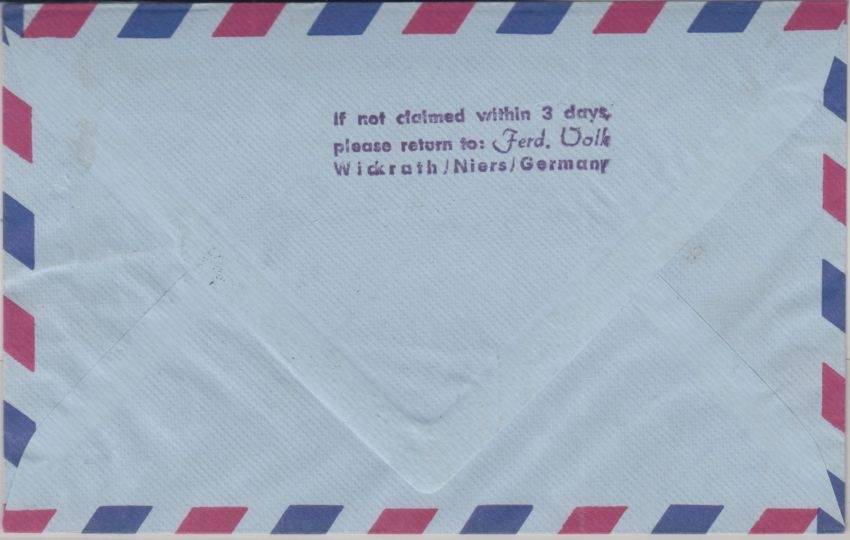 If not claimed within 3 days,
please return to: Ferd. Volk
Wickrath/Niers/Germany